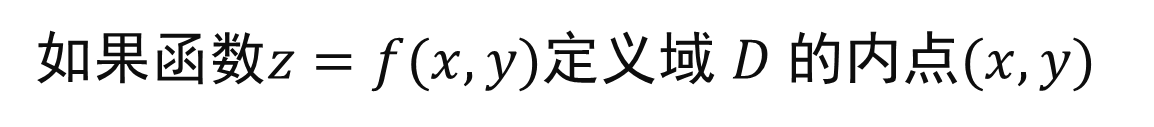 如果函数z = f(x, y)定义域 D 的内点(x, y)